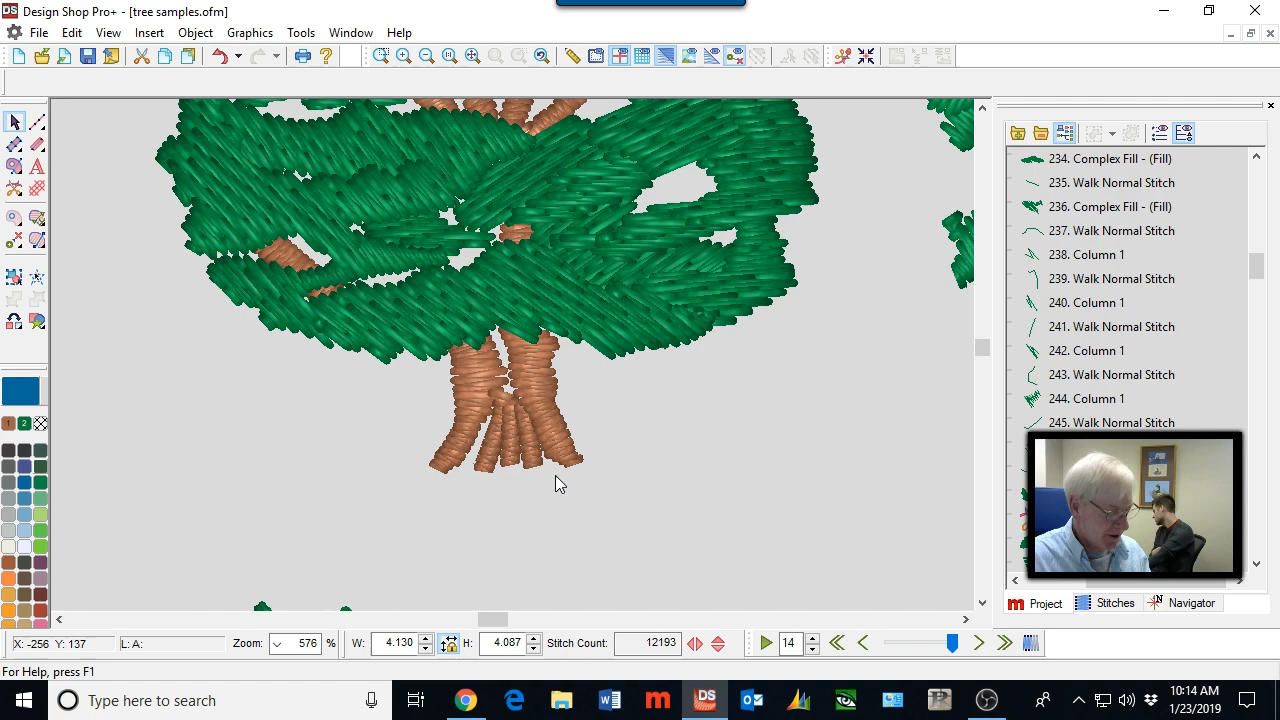 DS Design Shop Pro+ - [tree samples.ofm]
File Edit View Insert Object Graphics Tools Window Help
234. Complex Fill - (Fill)
235. Walk Normal Stitch
236. Complex Fill - (Fill)
237. Walk Normal Stitch
238. Column 1
239. Walk Normal Stitch
240. Column 1
241. Walk Normal Stitch
242. Column 1
243. Walk Normal Stitch
244. Column 1
245. Walk Normal Stitch
1 2
Project Stitches Navigator
X: -256 Y: 137 L: A: Zoom: 576 % W: 4.130 H: 4.087 Stitch Count: 12193 14
For Help, press F1
Type here to search
DS
10:14 AM
1/23/2019